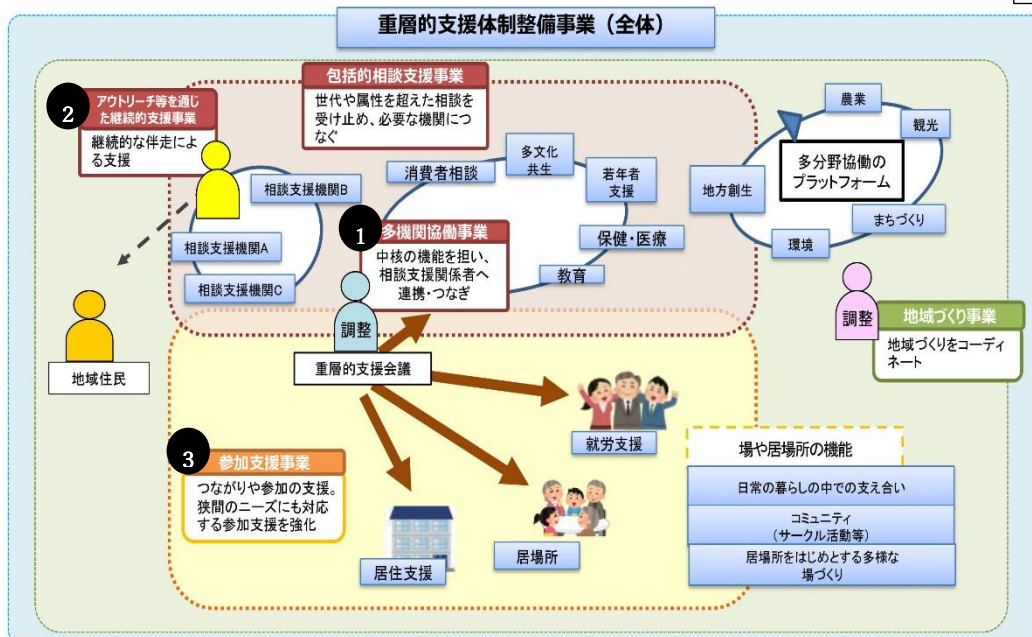 重層的支援体制整備事業（全体）
包括的相談支援事業
世代や属性を超えた相談を
受け止め、必要な機関につ
なぐ
2
アウトリーチ等を通じ
た継続的支援事業
継続的な伴走によ
る支援
相談支援機関B
相談支援機関A
相談支援機関C
消費者相談
多文化
共生
若年者
支援
保健・医療
教育
1
多機関協働事業
中核の機能を担い、
相談支援関係者へ
連携・つなぎ
調整
重層的支援会議
農業
観光
多分野協働の
プラットフォーム
地方創生
まちづくり
環境
調整
地域づくり事業
地域づくりをコーディ
ネート
地域住民
3
参加支援事業
つながりや参加の支援。
狭間のニーズにも対応
する参加支援を強化
就労支援
居場所
居住支援
場や居場所の機能
日常の暮らしの中での支え合い
コミュニティ
（サークル活動等）
居場所をはじめとする多様な
場づくり